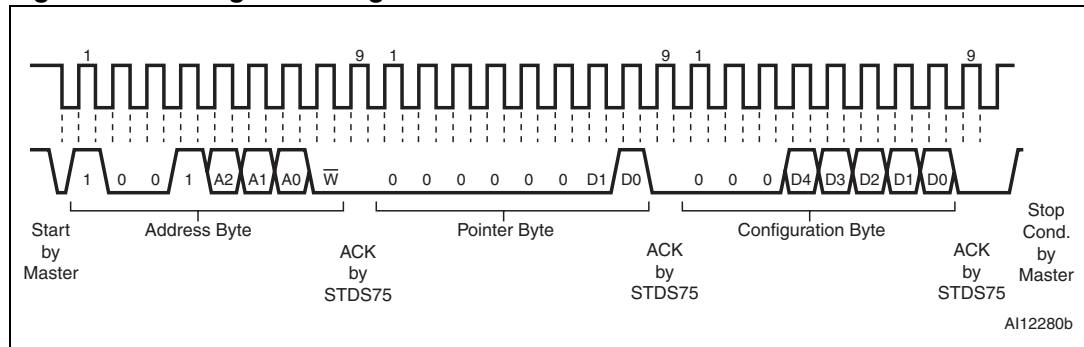 1 9 1 9 1 9
1 0 0 1 A2 A1 A0 W̅ 0 0 0 0 0 0 D1 D0 0 0 0 D4 D3 D2 D1 D0
Start
by
Master
Address Byte
ACK
by
STDS75
Pointer Byte
ACK
by
STDS75
Configuration Byte
ACK
by
STDS75
Stop
Cond.
by
Master
AI12280b